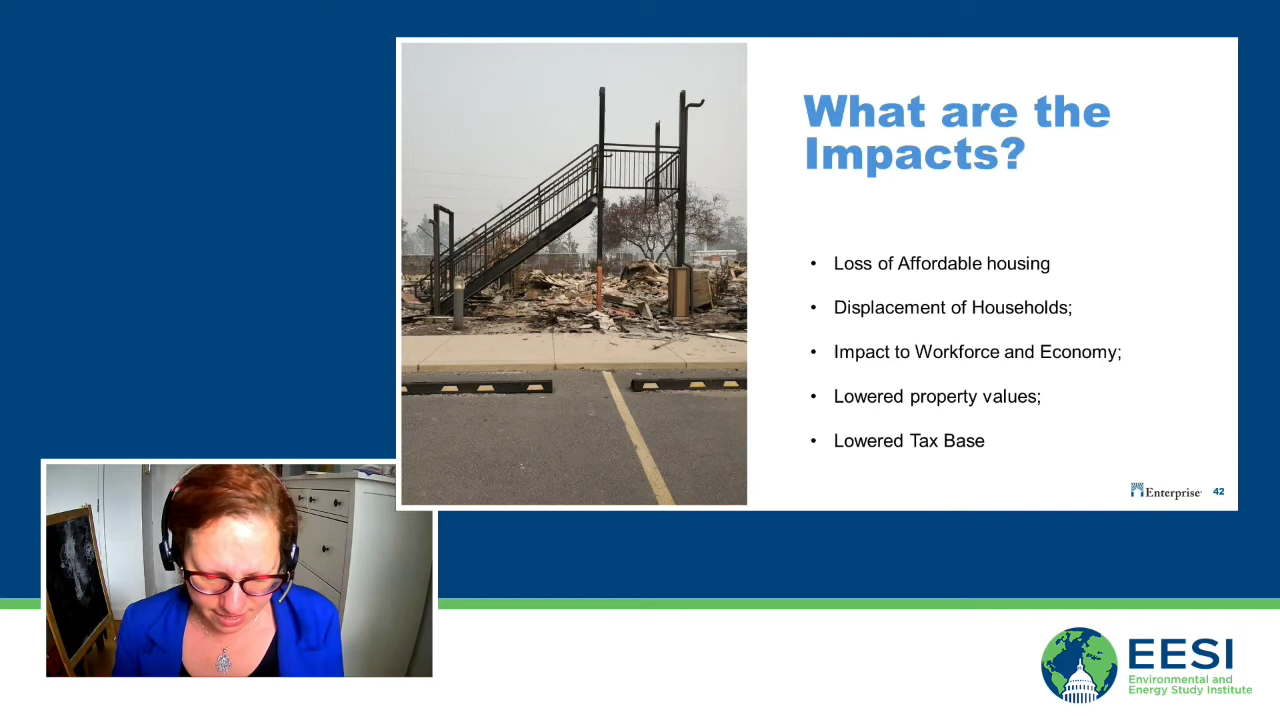 What are the
Impacts?
• Loss of Affordable housing
• Displacement of Households;
• Impact to Workforce and Economy;
• Lowered property values;
• Lowered Tax Base
Enterprise 42
EESI
Environmental and
Energy Study Institute